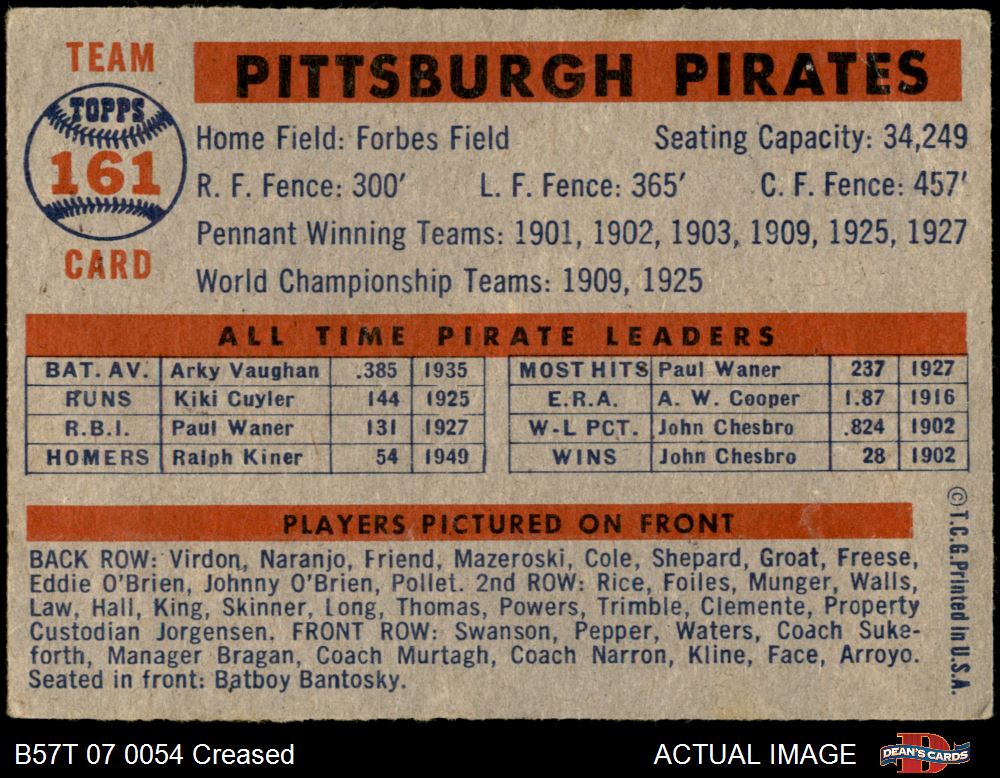 TEAM
PITTSBURGH PIRATES
TOPPS
161
CARD
Home Field: Forbes Field Seating Capacity: 34,249
R. F. Fence: 300′ L. F. Fence: 365′ C. F. Fence: 457′
Pennant Winning Teams: 1901, 1902, 1903, 1909, 1925, 1927
World Championship Teams: 1909, 1925
ALL TIME PIRATE LEADERS
BAT. AV. Arky Vaughan .385 1935 MOST HITS Paul Waner 237 1927
RUNS Kiki Cuyler 144 1925 E.R.A. A. W. Cooper 1.87 1916
R.B.I. Paul Waner 131 1927 W-L PCT. John Chesbro .824 1902
HOMERS Ralph Kiner 54 1949 WINS John Chesbro 28 1902
PLAYERS PICTURED ON FRONT
BACK ROW: Virdon, Naranjo, Friend, Mazeroski, Cole, Shepard, Groat, Freese,
Eddie O'Brien, Johnny O'Brien, Pollet. 2nd ROW: Rice, Foiles, Munger, Walls,
Law, Hall, King, Skinner, Long, Thomas, Powers, Trimble, Clemente, Property
Custodian Jorgensen. FRONT ROW: Swanson, Pepper, Waters, Coach Suke-
forth, Manager Bragan, Coach Murtagh, Coach Narron, Kline, Face, Arroyo.
Seated in front: Batboy Bantosky.
© T.C.G. Printed in U.S.A.
B57T 07 0054 Creased ACTUAL IMAGE
DEAN'S CARDS